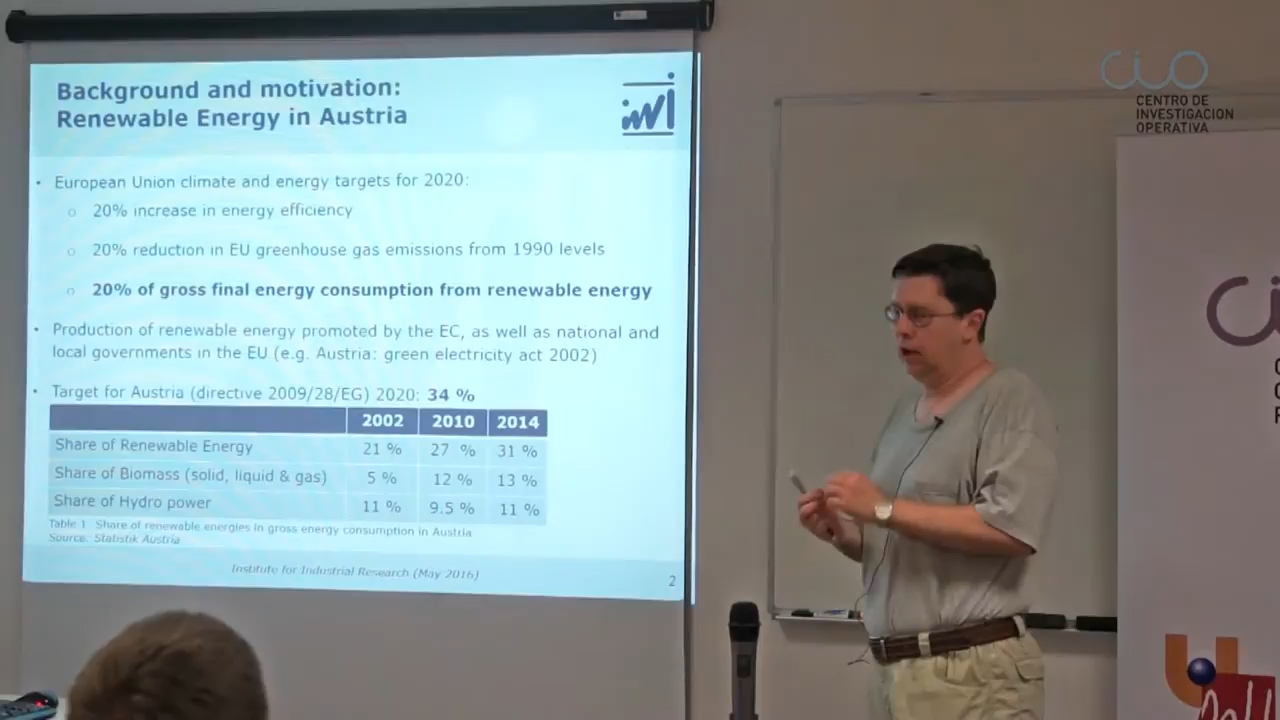 Background and motivation:
Renewable Energy in Austria
iwi
• European Union climate and energy targets for 2020:
o 20% increase in energy efficiency
o 20% reduction in EU greenhouse gas emissions from 1990 levels
o 20% of gross final energy consumption from renewable energy
• Production of renewable energy promoted by the EC, as well as national and
local governments in the EU (e.g. Austria: green electricity act 2002)
• Target for Austria (directive 2009/28/EG) 2020: 34 %
2002 2010 2014
Share of Renewable Energy 21 % 27 % 31 %
Share of Biomass (solid, liquid & gas) 5 % 12 % 13 %
Share of Hydro power 11 % 9.5 % 11 %
Table 1. Share of renewable energies in gross energy consumption in Austria
Source. Statistik Austria
Institute for Industrial Research (May 2016)
2
CIO
CENTRO DE
INVESTIGACION
OPERATIVA